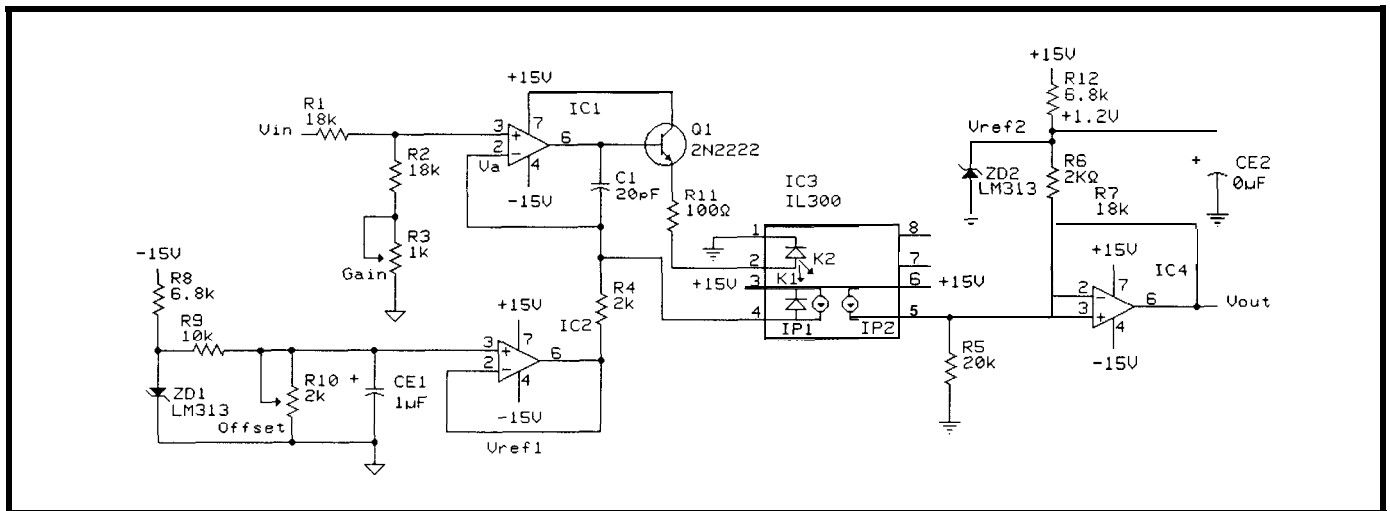 +15V
IC1
R1
18k
Vin
3
+
7
6
2
-
Va
4
-15V
Q1
2N2222
R2
18k
R3
1k
Gain
C1
20pF
R11
100Ω
-15V
R8
6.8k
R9
10k
ZD1
LM313
R10
2k
Offset
+
CE1
1µF
+15V
3
+
7
6
2
-
4
-15V
IC2
Vref1
R4
2k
IC3
IL300
1
8
2
K2
7
K1
+15V
3
6
+15V
4
IP1
IP2
5
R5
20k
+15V
R12
6.8k
+1.2V
Vref2
ZD2
LM313
R6
2KΩ
R7
18k
+
CE2
0µF
+15V
7
IC4
2
-
6
Vout
3
+
4
-15V